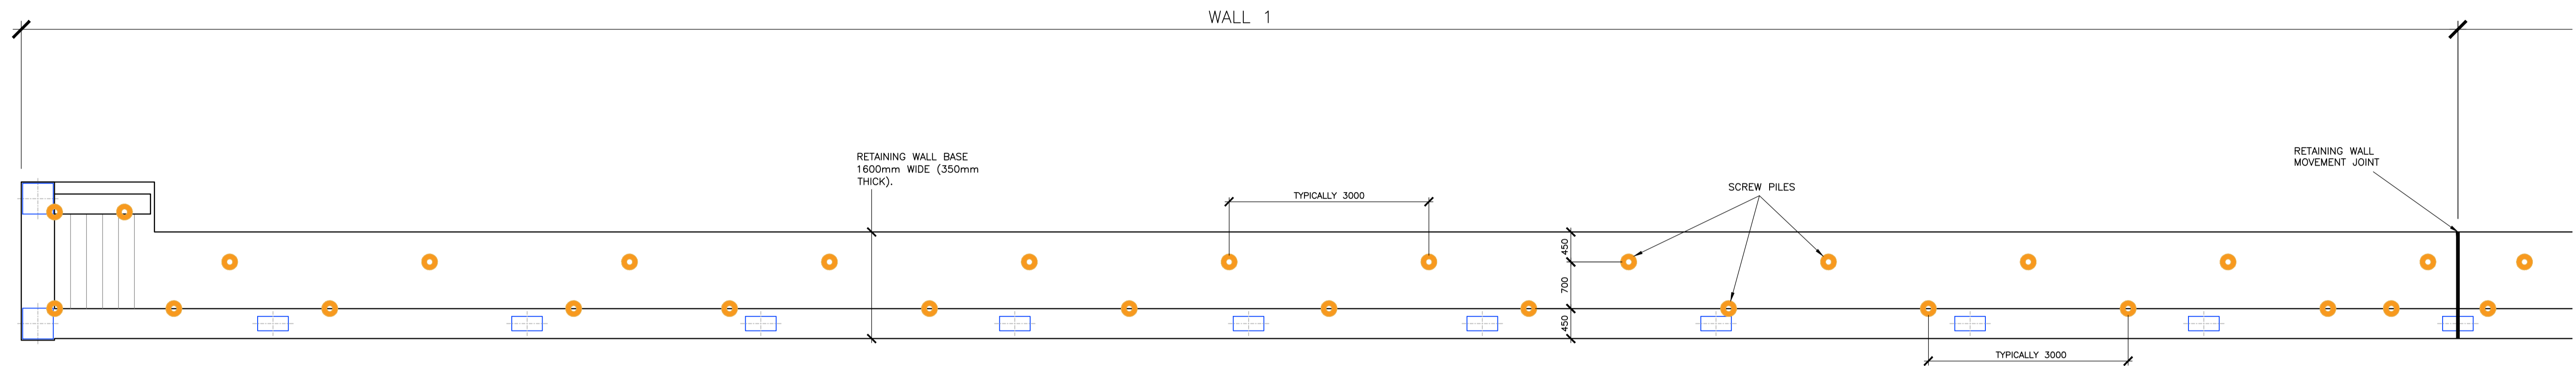 WALL 1
RETAINING WALL BASE
1600mm WIDE (350mm
THICK).
TYPICALLY 3000
SCREW PILES
RETAINING WALL
MOVEMENT JOINT
450
700
450
TYPICALLY 3000